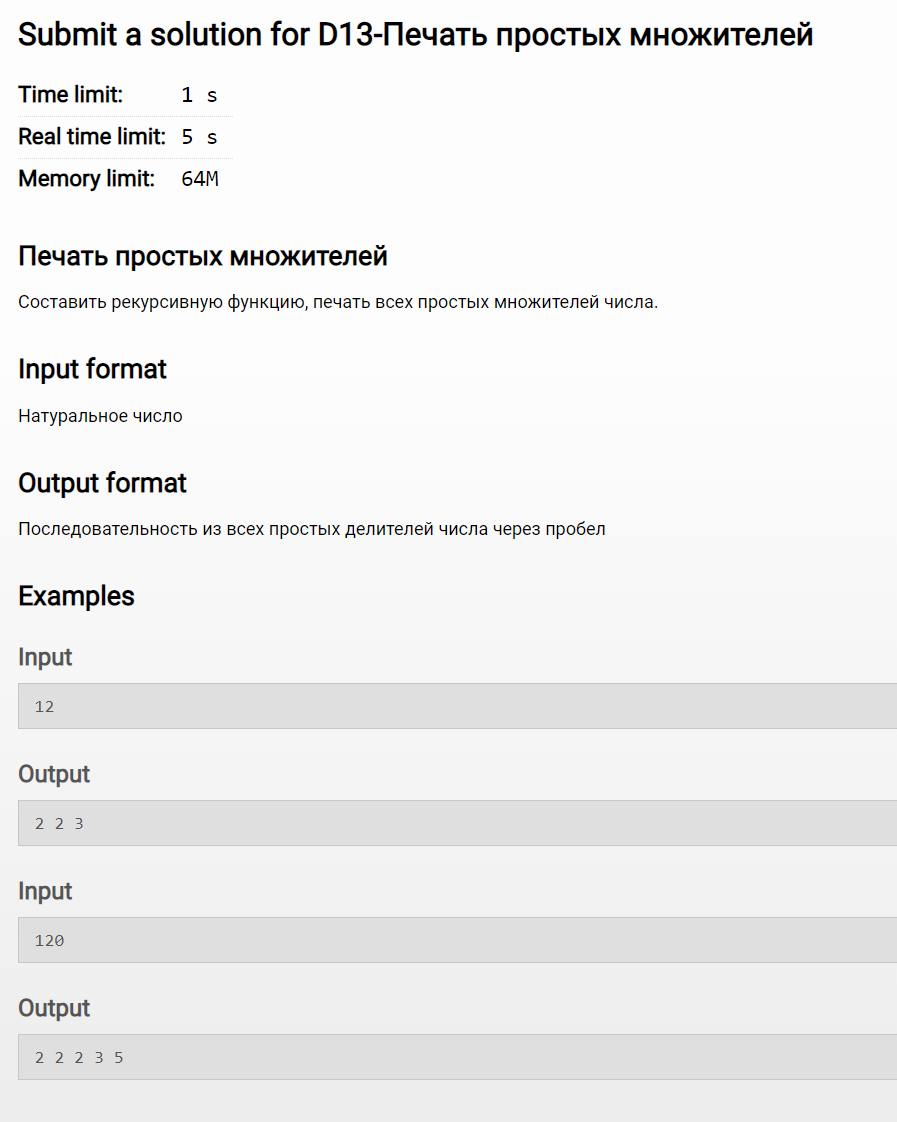 Submit a solution for D13-Печать простых множителей
Time limit: 1 s
Real time limit: 5 s
Memory limit: 64M
Печать простых множителей
Составить рекурсивную функцию, печать всех простых множителей числа.
Input format
Натуральное число
Output format
Последовательность из всех простых делителей числа через пробел
Examples
Input
12
Output
2 2 3
Input
120
Output
2 2 2 3 5